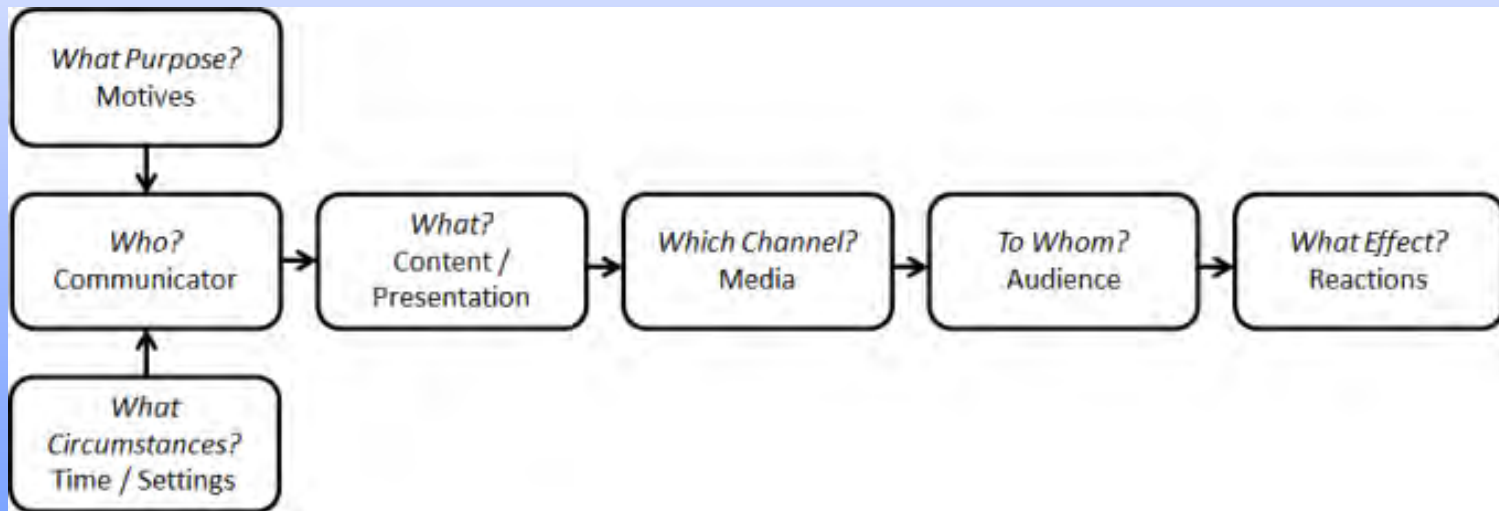 What Purpose?
Motives
Who?
Communicator
What?
Content /
Presentation
Which Channel?
Media
To Whom?
Audience
What Effect?
Reactions
What
Circumstances?
Time / Settings